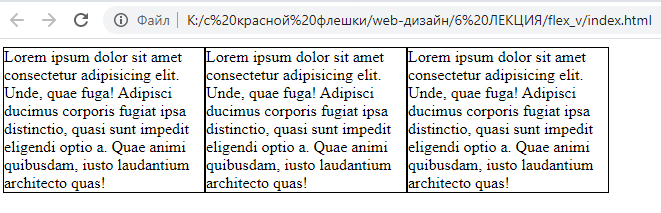 Файл K:/с%20красной%20флешки/web-дизайн/6%20ЛЕКЦИЯ/flex_v/index.html
Lorem ipsum dolor sit amet
consectetur adipisicing elit.
Unde, quae fuga! Adipisci
ducimus corporis fugiat ipsa
distinctio, quasi sunt impedit
eligendi optio a. Quae animi
quibusdam, iusto laudantium
architecto quas!
Lorem ipsum dolor sit amet
consectetur adipisicing elit.
Unde, quae fuga! Adipisci
ducimus corporis fugiat ipsa
distinctio, quasi sunt impedit
eligendi optio a. Quae animi
quibusdam, iusto laudantium
architecto quas!
Lorem ipsum dolor sit amet
consectetur adipisicing elit.
Unde, quae fuga! Adipisci
ducimus corporis fugiat ipsa
distinctio, quasi sunt impedit
eligendi optio a. Quae animi
quibusdam, iusto laudantium
architecto quas!